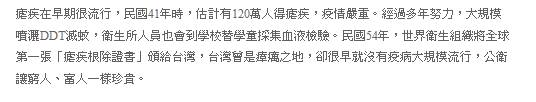 瘧疾在早期很流行，民國41年時，估計有120萬人得瘧疾，疫情嚴重。經過多年努力，大規模
噴灑DDT滅蚊，衛生所人員也會到學校替學童採集血液檢驗。民國54年，世界衛生組織將全球
第一張「瘧疾根除證書」頒給台灣，台灣曾是瘴癘之地，卻很早就沒有疫病大規模流行，公衛
讓窮人、富人一樣珍貴。